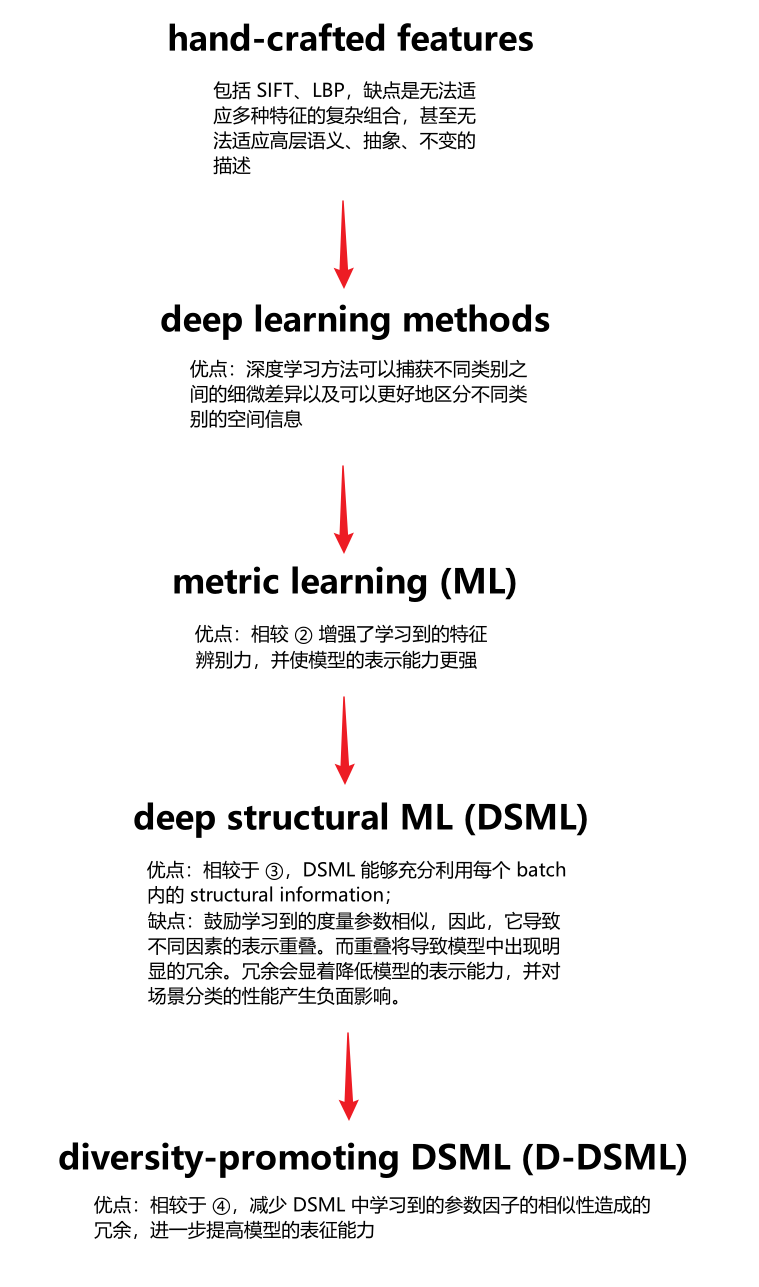 hand-crafted features
包括 SIFT、LBP，缺点是无法适
应多种特征的复杂组合，甚至无
法适应高层语义、抽象、不变的
描述
deep learning methods
优点：深度学习方法可以捕获不同类别之
间的细微差异以及可以更好地区分不同类
别的空间信息
metric learning (ML)
优点：相较 ② 增强了学习到的特征
辨别力，并使模型的表示能力更强
deep structural ML (DSML)
优点：相较于 ③，DSML 能够充分利用每个 batch
内的 structural information；
缺点：鼓励学习到的度量参数相似，因此，它导致
不同因素的表示重叠。而重叠将导致模型中出现明
显的冗余。冗余会显着降低模型的表示能力，并对
场景分类的性能产生负面影响。
diversity-promoting DSML (D-DSML)
优点：相较于 ④，减少 DSML 中学习到的参数因子的相似性造成的
冗余，进一步提高模型的表征能力